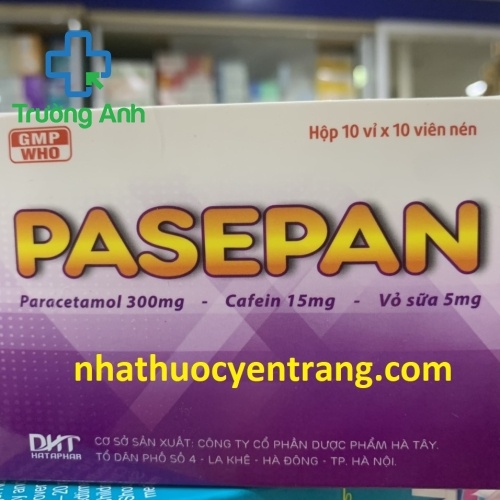 Trường Anh
GMP
WHO
Hộp 10 vỉ x 10 viên nén
PASEPAN
Paracetamol 300mg - Cafein 15mg - Vỏ sữa 5mg
nhathuocyentrang.com
DHT
HATAPHAR
CƠ SỞ SẢN XUẤT: CÔNG TY CỔ PHẦN DƯỢC PHẨM HÀ TÂY.
TỔ DÂN PHỐ SỐ 4 - LA KHÊ - HÀ ĐÔNG - TP. HÀ NỘI.